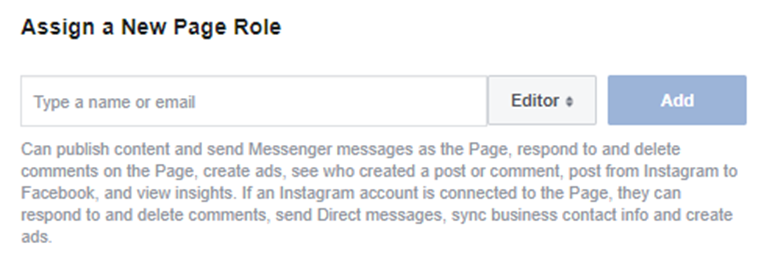 Assign a New Page Role
Type a name or email
Editor
Add
Can publish content and send Messenger messages as the Page, respond to and delete
comments on the Page, create ads, see who created a post or comment, post from Instagram to
Facebook, and view insights. If an Instagram account is connected to the Page, they can
respond to and delete comments, send Direct messages, sync business contact info and create
ads.